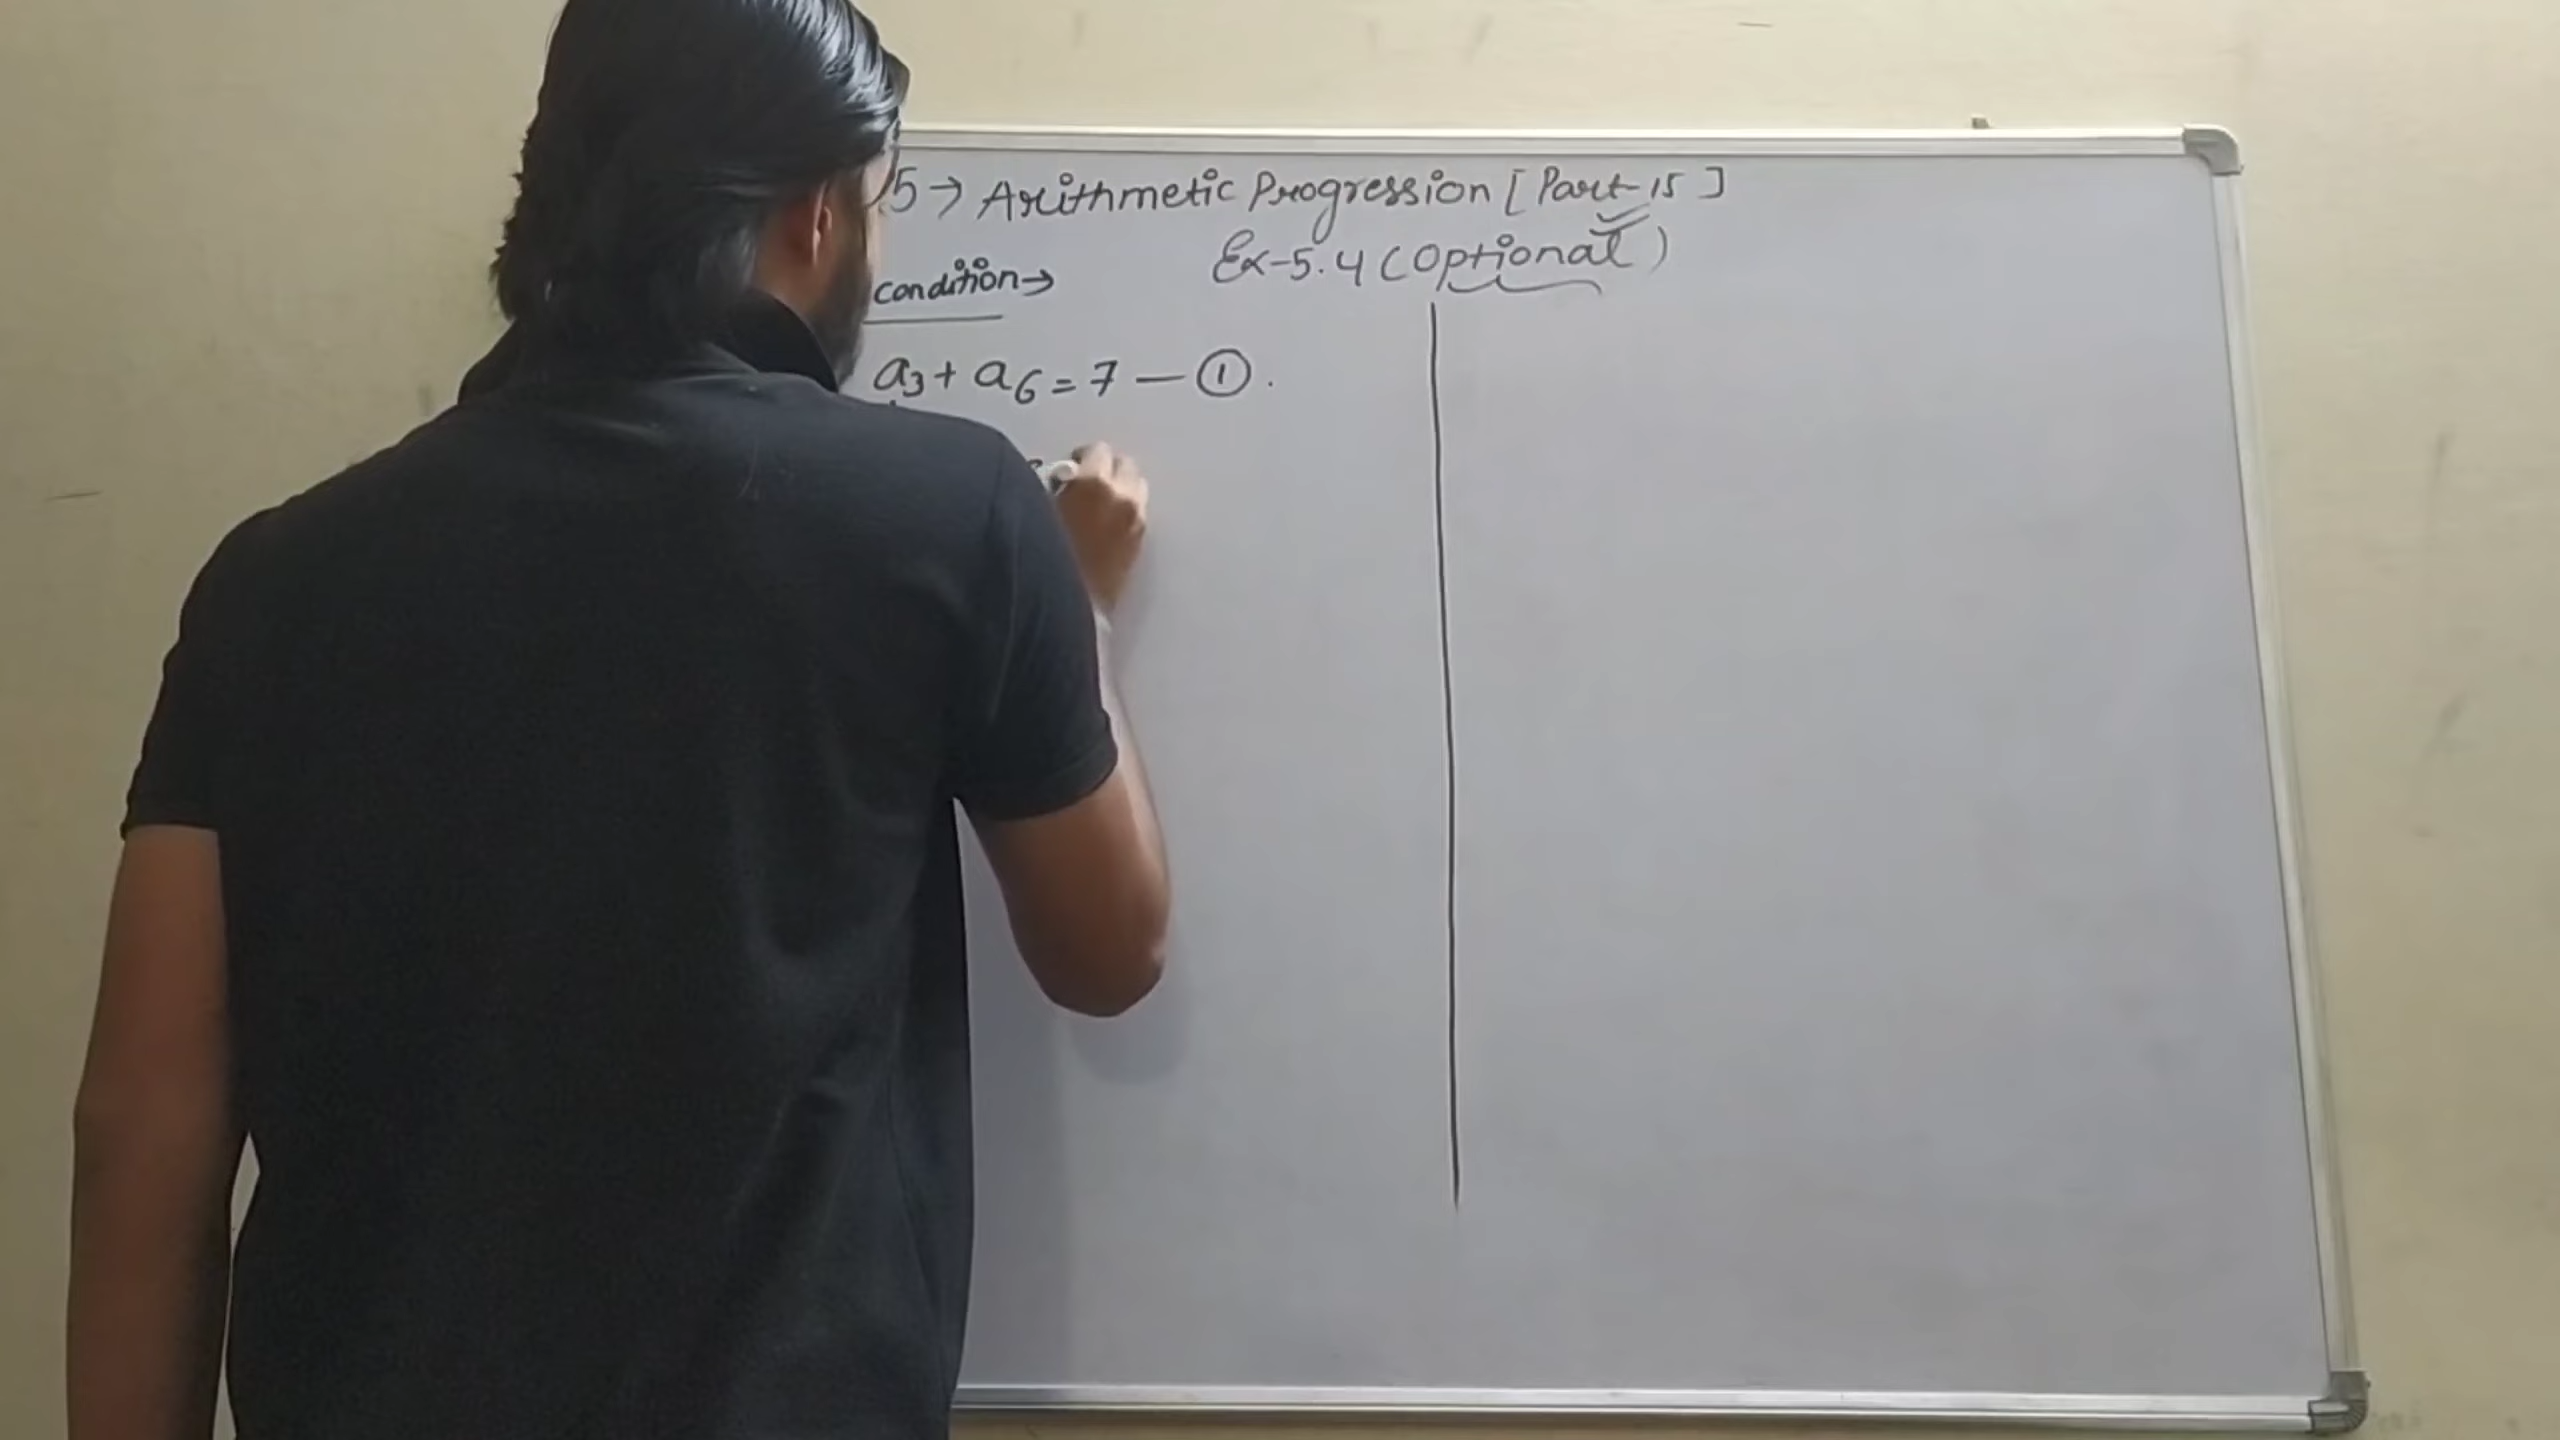 5 → Arithmetic Progression [ Part-15 ]
Ex-5.4 (Optional)
condition →
a₃ + a₆ = 7 — ① .